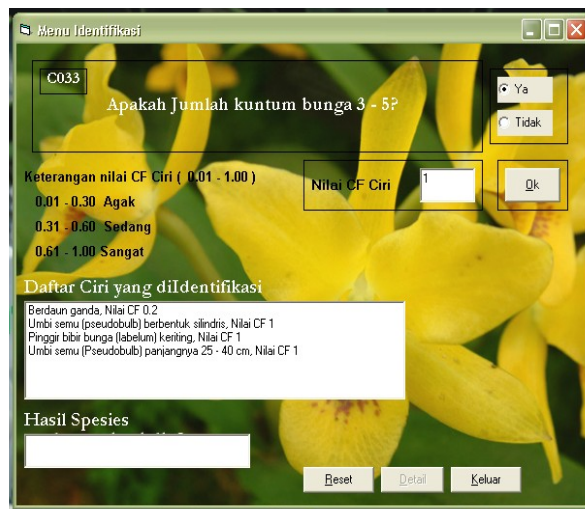 Menu Identifikasi
C033
Apakah Jumlah kuntum bunga 3 - 5?
Ya
Tidak
Keterangan nilai CF Ciri ( 0.01 - 1.00 )
0.01 - 0.30 Agak
0.31 - 0.60 Sedang
0.61 - 1.00 Sangat
Nilai CF Ciri
1
Ok
Daftar Ciri yang diIdentifikasi
Berdaun ganda, Nilai CF 0.2
Umbi semu (pseudobulb) berbentuk silindris, Nilai CF 1
Pinggir bibir bunga (labelum) keriting, Nilai CF 1
Umbi semu (Pseudobulb) panjangnya 25 - 40 cm, Nilai CF 1
Hasil Spesies
Reset
Detail
Keluar